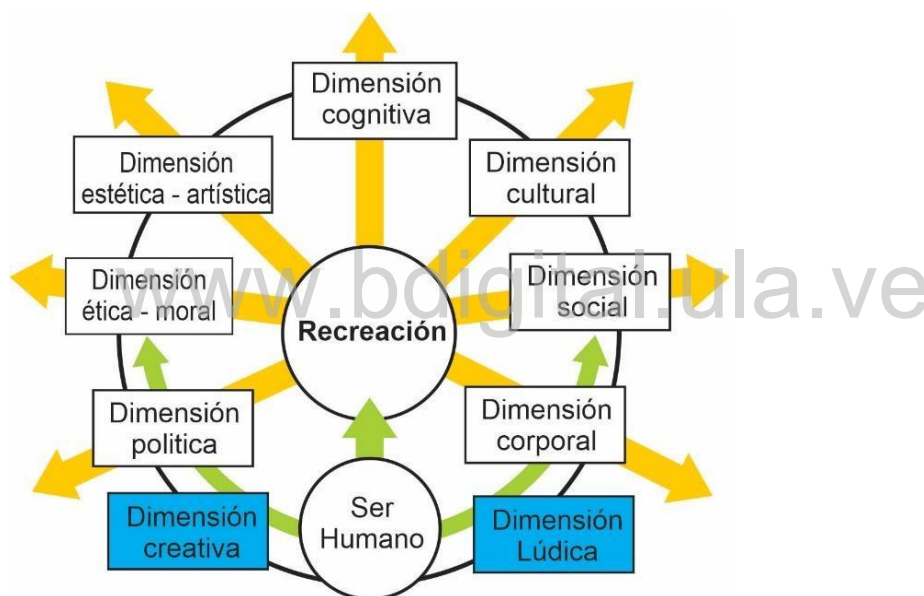 Dimensión
cognitiva
Dimensión
estética - artística
Dimensión
cultural
Dimensión
ética - moral
Dimensión
social
www.bdigital.ula.ve
Recreación
Dimensión
politica
Dimensión
corporal
Ser
Humano
Dimensión
creativa
Dimensión
Lúdica